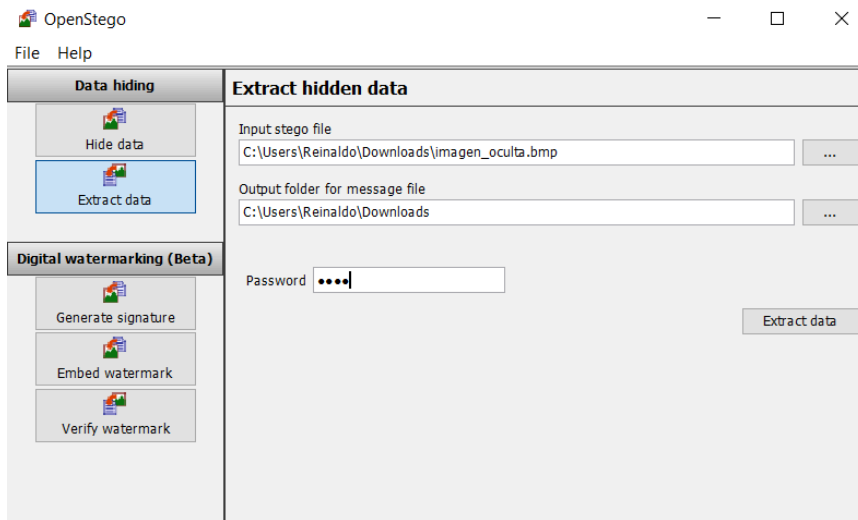 OpenStego
File Help
Data hiding
Hide data
Extract data
Digital watermarking (Beta)
Generate signature
Embed watermark
Verify watermark
Extract hidden data
Input stego file
C:\Users\Reinaldo\Downloads\imagen_oculta.bmp
...
Output folder for message file
C:\Users\Reinaldo\Downloads
...
Password ••••
Extract data